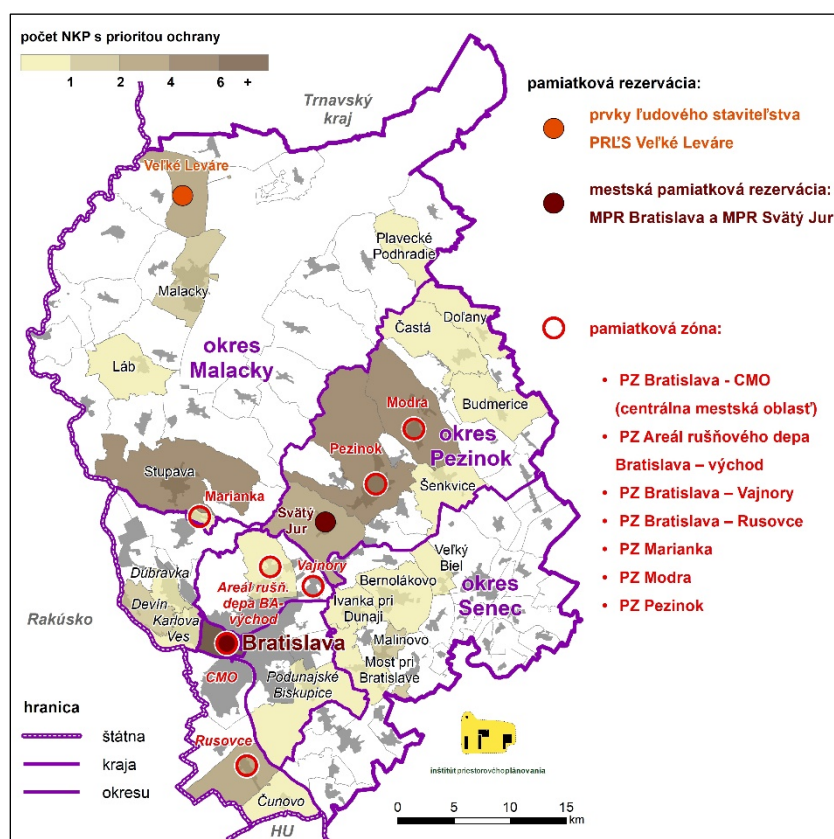 počet NKP s prioritou ochrany
1 2 4 6 +
Trnavský
kraj
pamiatková rezervácia:
prvky ľudového staviteľstva
PRĽS Veľké Leváre
mestská pamiatková rezervácia:
MPR Bratislava a MPR Svätý Jur
pamiatková zóna:
• PZ Bratislava - CMO
(centrálna mestská oblasť)
• PZ Areál rušňového depa
Bratislava – východ
• PZ Bratislava – Vajnory
• PZ Bratislava – Rusovce
• PZ Marianka
• PZ Modra
• PZ Pezinok
Veľké Leváre
Plavecké
Podhradie
Malacky
Častá
Doľany
okres
Malacky
Láb
Budmerice
Modra
okres
Pezinok
Pezinok
Stupava
Šenkvice
Marianka
Svätý
Jur
Veľký
Biel
Vajnory
Dúbravka
Areál rušň.
depa BA-
východ
Bernolákovo
okres
Senec
Rakúsko
Devín
Karlova
Ves
Ivanka pri
Dunaji
Malinovo
Bratislava
Most pri
Bratislave
CMO
Podunajské
Biskupice
hranica
štátna
kraja
okresu
Rusovce
Čunovo
HU
inštitút priestorového plánovania
0 5 10 15
km